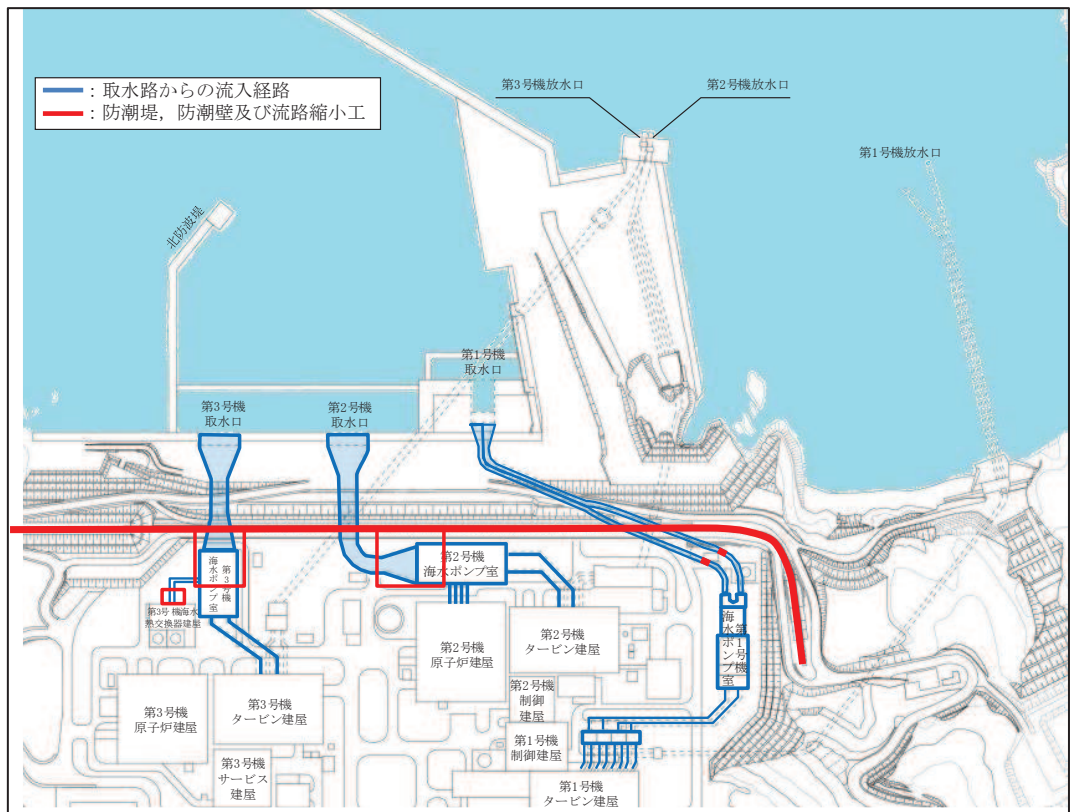 ：取水路からの流入経路
：防潮堤，防潮壁及び流路縮小工
第3号機放水口
第2号機放水口
第1号機放水口
北防波堤
第1号機
取水口
第3号機
取水口
第2号機
取水口
第3号機
海水ポンプ室
第2号機
海水ポンプ室
第3号機海水
熱交換器建屋
第1号機
海水ポンプ室
第2号機
原子炉建屋
第2号機
タービン建屋
第3号機
原子炉建屋
第3号機
タービン建屋
第2号機
制御
建屋
第1号機
制御建屋
第3号機
サービス
建屋
第1号機
タービン建屋